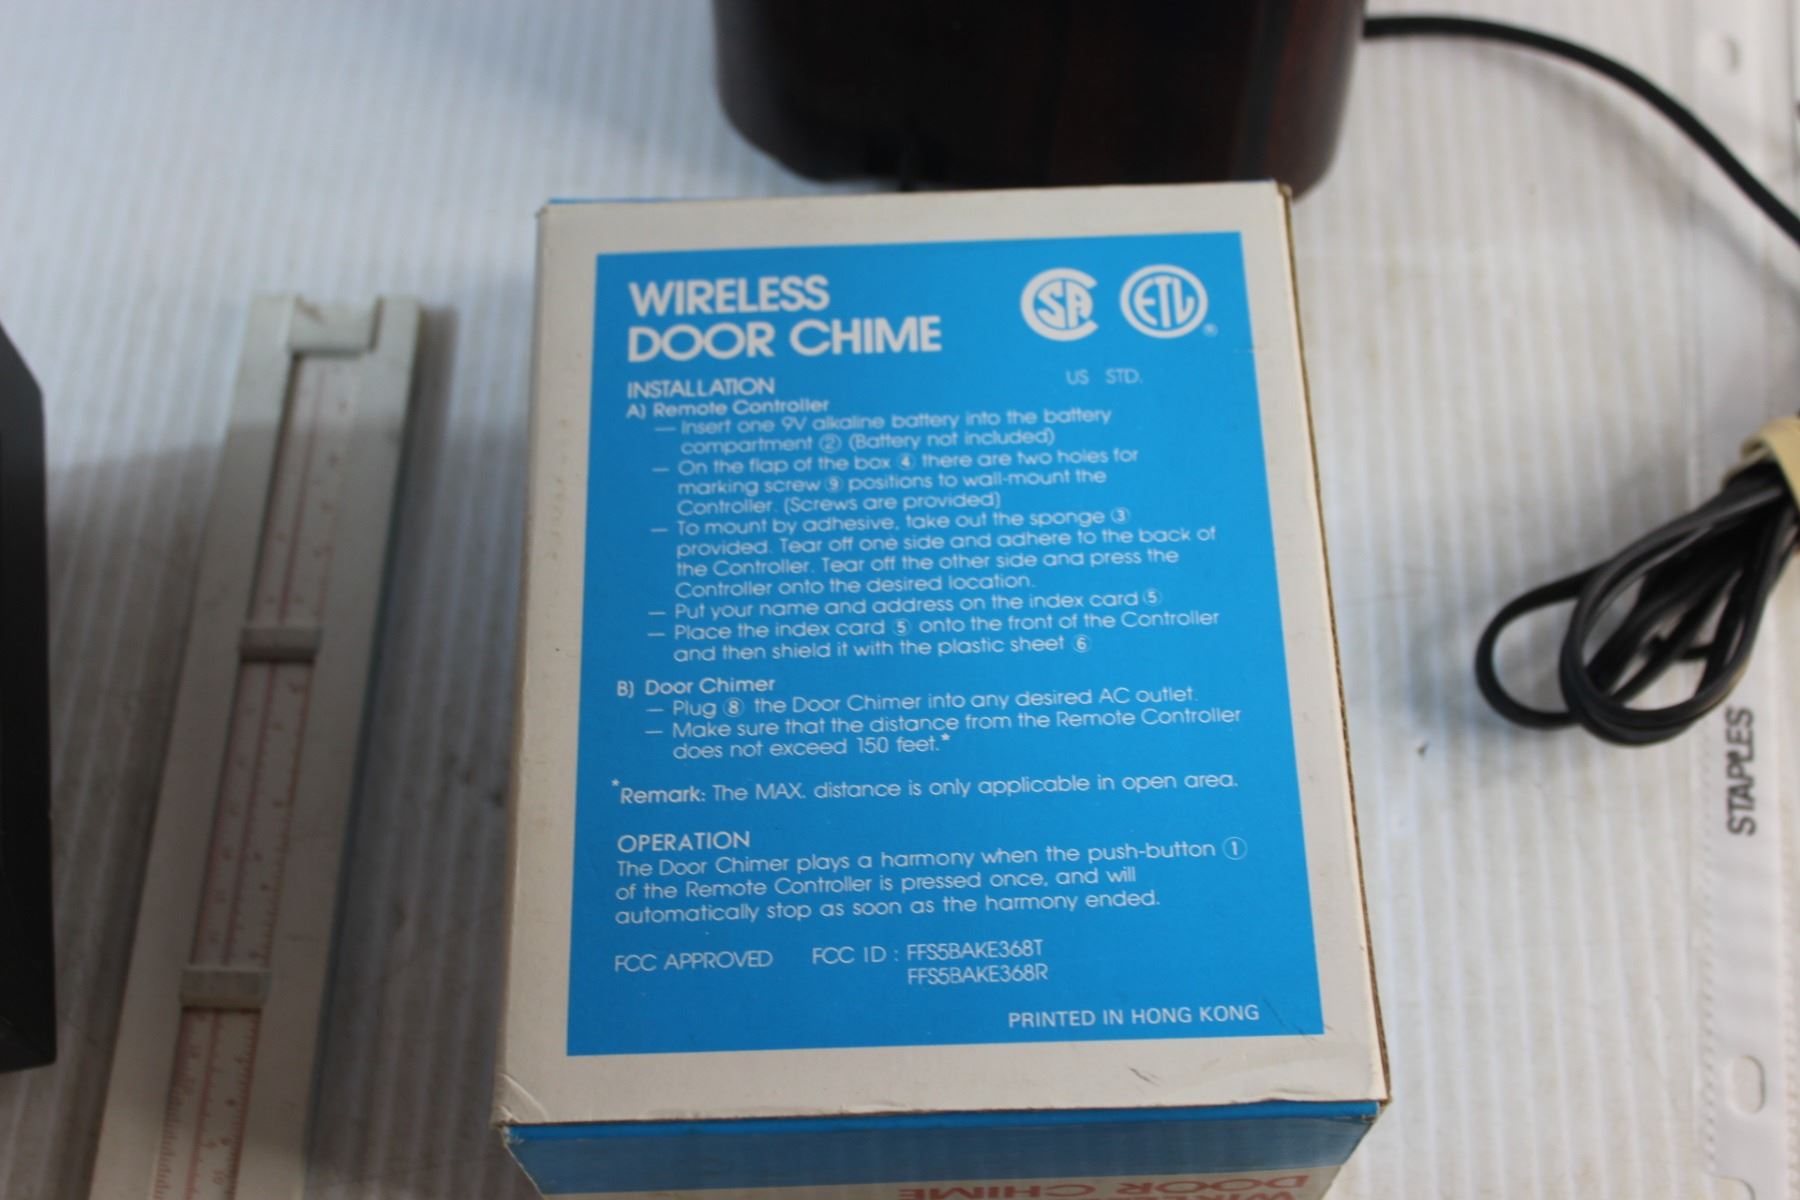 WIRELESS
DOOR CHIME
CSA ETL ®
US STD.
INSTALLATION
A) Remote Controller
— Insert one 9V alkaline battery into the battery
compartment ② (Battery not included)
— On the flap of the box ④ there are two holes for
marking screw ⑨ positions to wall-mount the
Controller. (Screws are provided)
— To mount by adhesive, take out the sponge ③
provided. Tear off one side and adhere to the back of
the Controller. Tear off the other side and press the
Controller onto the desired location.
— Put your name and address on the index card ⑤
— Place the index card ⑤ onto the front of the Controller
and then shield it with the plastic sheet ⑥
B) Door Chimer
— Plug ⑧ the Door Chimer into any desired AC outlet.
— Make sure that the distance from the Remote Controller
does not exceed 150 feet.*
*Remark: The MAX. distance is only applicable in open area.
OPERATION
The Door Chimer plays a harmony when the push-button ①
of the Remote Controller is pressed once, and will
automatically stop as soon as the harmony ended.
FCC APPROVED FCC ID : FFS5BAKE368T
FFS5BAKE368R
PRINTED IN HONG KONG
WIRELESS
DOOR CHIME
STAPLES